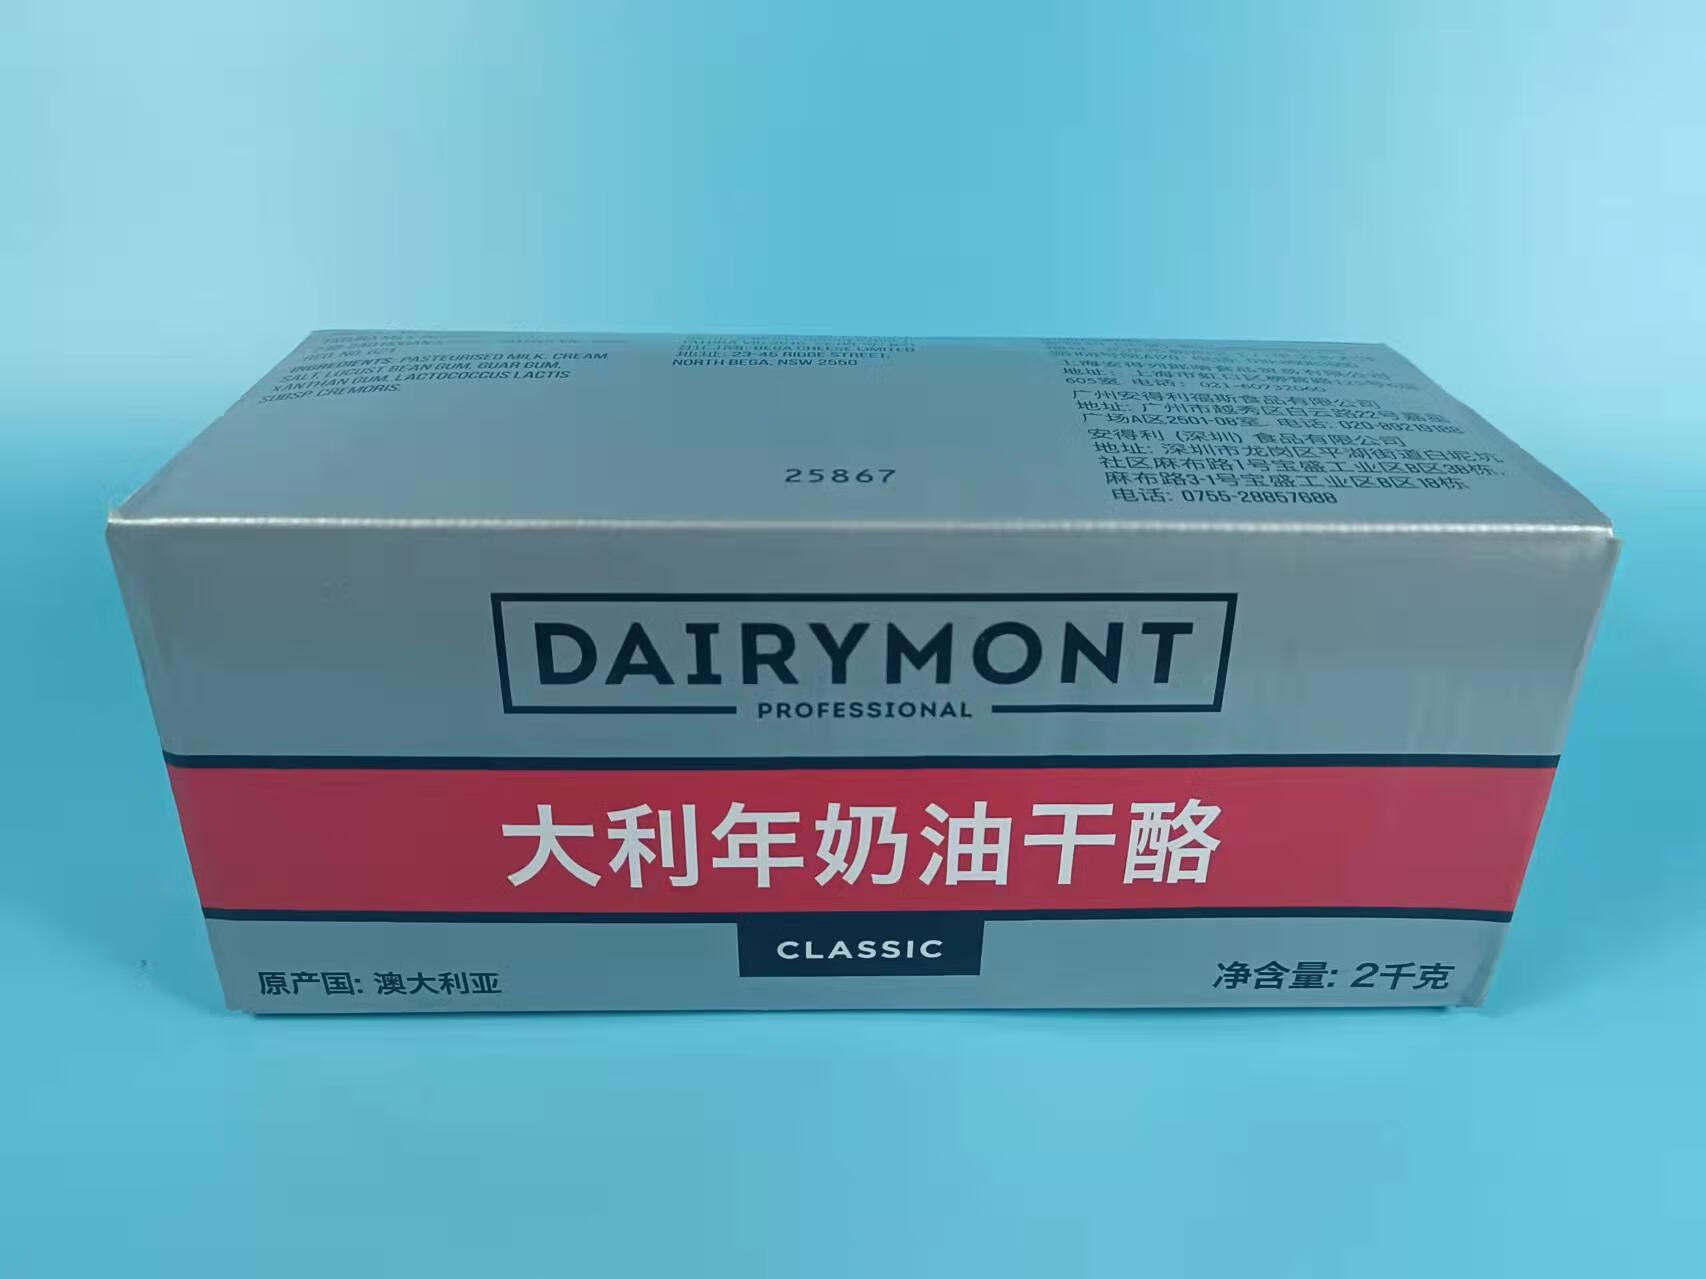 INGREDIENTS: PASTEURISED MILK, CREAM
SALT, LOCUST BEAN GUM, GUAR GUM,
XANTHAN GUM, LACTOCOCCUS LACTIS
SUBSP. CREMORIS.
BEGA CHEESE LIMITED
地址: 23-45 RIDGE STREET,
NORTH BEGA, NSW 2550
605室 电话: 021-60732060
广州安得利福斯食品有限公司
地址: 广州市越秀区白云路22号嘉星
广场A区2501-08室. 电话: 020-89219188
安得利 (深圳) 食品有限公司
地址: 深圳市龙岗区平湖街道白坭坑
社区麻布路1号宝盛工业区B区3B栋,
麻布路3-1号宝盛工业区B区1B栋
电话: 0755-28857688
25867
DAIRYMONT
PROFESSIONAL
大利年奶油干酪
CLASSIC
原产国: 澳大利亚
净含量: 2千克